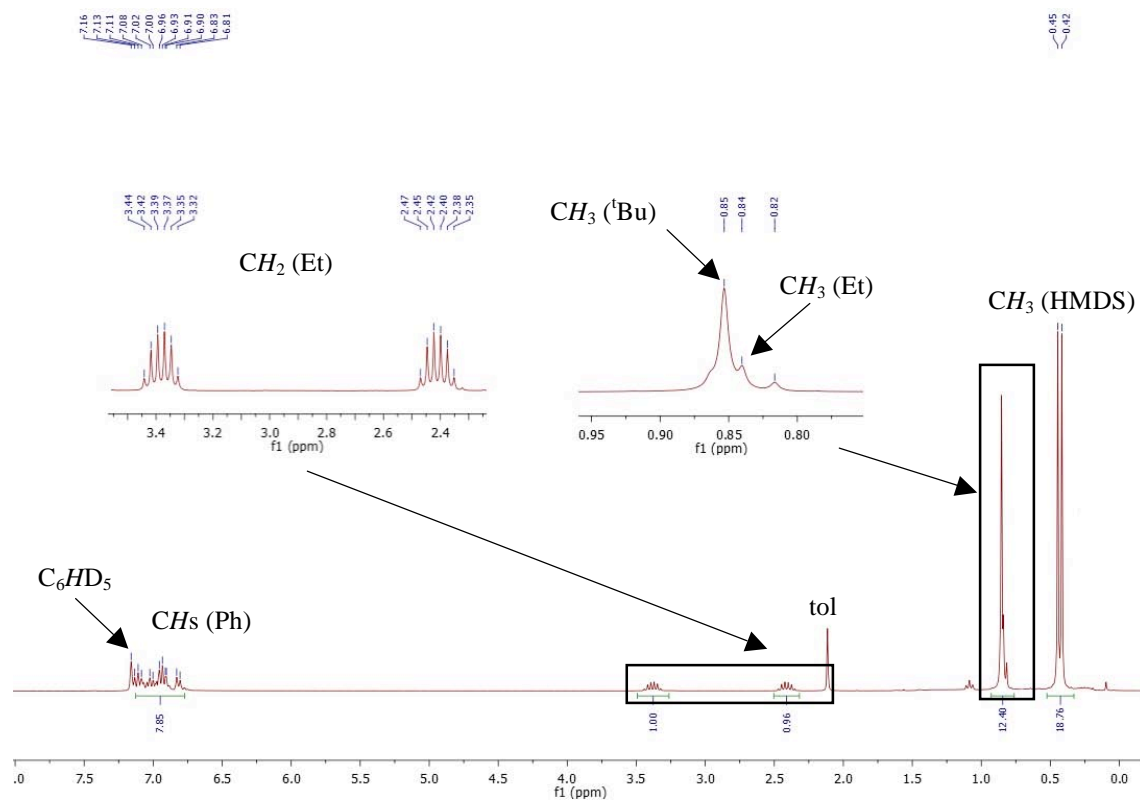 7.16
7.13
7.11
7.08
7.02
7.00
6.96
6.93
6.91
6.90
6.83
6.81
0.45
0.42
3.44
3.42
3.39
3.37
3.35
3.32
2.47
2.45
2.42
2.40
2.38
2.35
0.85
0.84
0.82
CH₂ (Et)
CH₃ (ᵗBu)
CH₃ (Et)
CH₃ (HMDS)
3.4 3.2 3.0 2.8 2.6 2.4
f1 (ppm)
0.95 0.90 0.85 0.80
f1 (ppm)
C₆HD₅
CHs (Ph)
tol
7.85
1.00
0.96
12.40
18.76
.0 7.5 7.0 6.5 6.0 5.5 5.0 4.5 4.0 3.5 3.0 2.5 2.0 1.5 1.0 0.5 0.0
f1 (ppm)